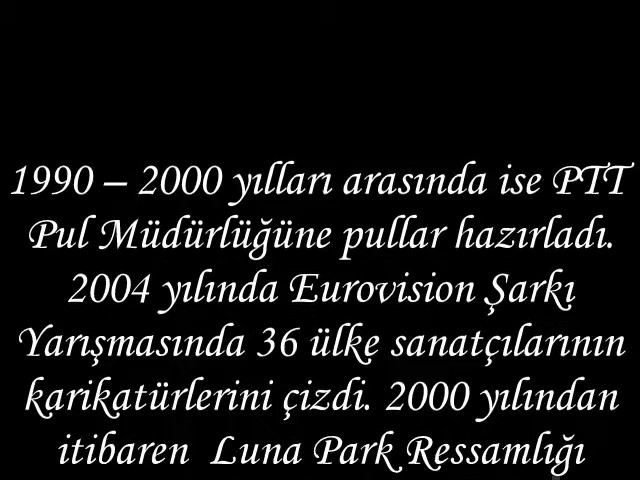 1990 – 2000 yılları arasında ise PTT
Pul Müdürlüğüne pullar hazırladı.
2004 yılında Eurovision Şarkı
Yarışmasında 36 ülke sanatçılarının
karikatürlerini çizdi. 2000 yılından
itibaren  Luna Park Ressamlığı